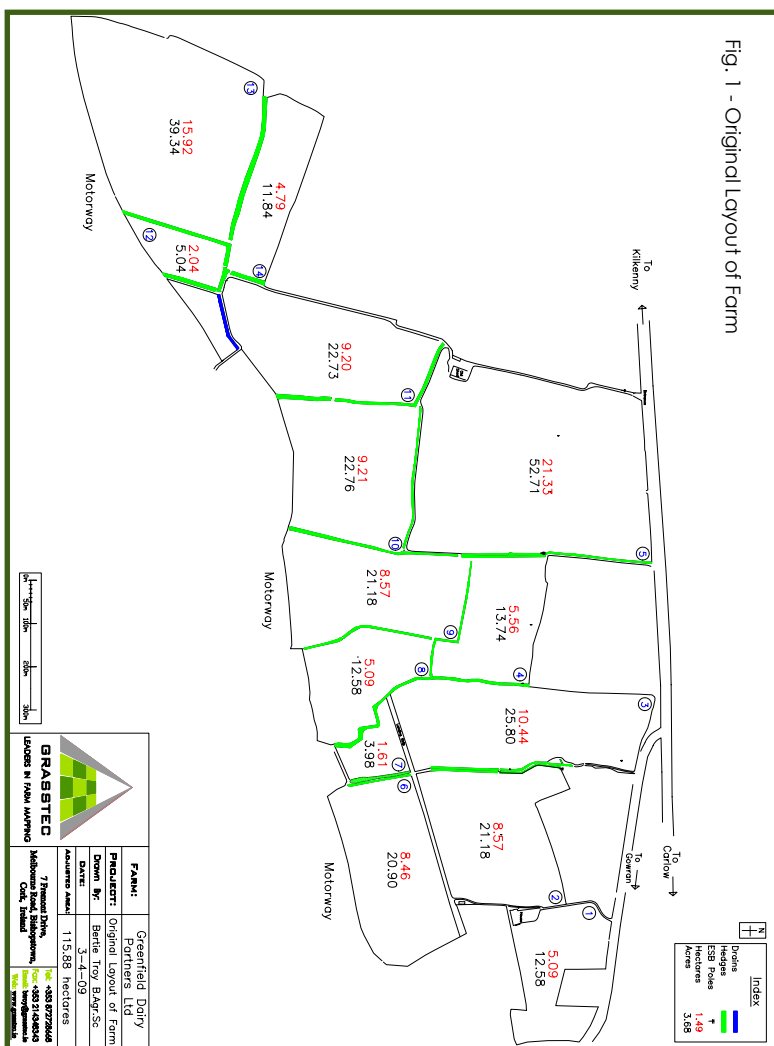 Fig. 1 - Original Layout of Farm
To
Kilkenny
To
Carlow
To
Gowran
N
Index
Drains
Hedges
ESB Poles
Hectares 1.49
Acres 3.68
13
15.92
39.34
4.79
11.84
14
12
2.04
5.04
Motorway
9.20
22.73
11
21.33
52.71
5
9.21
22.76
10
8.57
21.18
9
5.56
13.74
4
Motorway
5.09
12.58
8
10.44
25.80
3
1.61
3.98
7
6
8.46
20.90
Motorway
8.57
21.18
2
1
5.09
12.58
0m 50m 100m 200m 300m
GRASSTEC
LEADERS IN FARM MAPPING
FARM: Greenfield Dairy
Partners Ltd
PROJECT: Original Layout of Farm
Drawn By: Bertie Troy B.Agr.Sc
DATE: 3-4-09
ADJUSTED AREA: 115.88 hectares
7 Fremont Drive,
Melbourne Road, Bishopstown,
Cork, Ireland